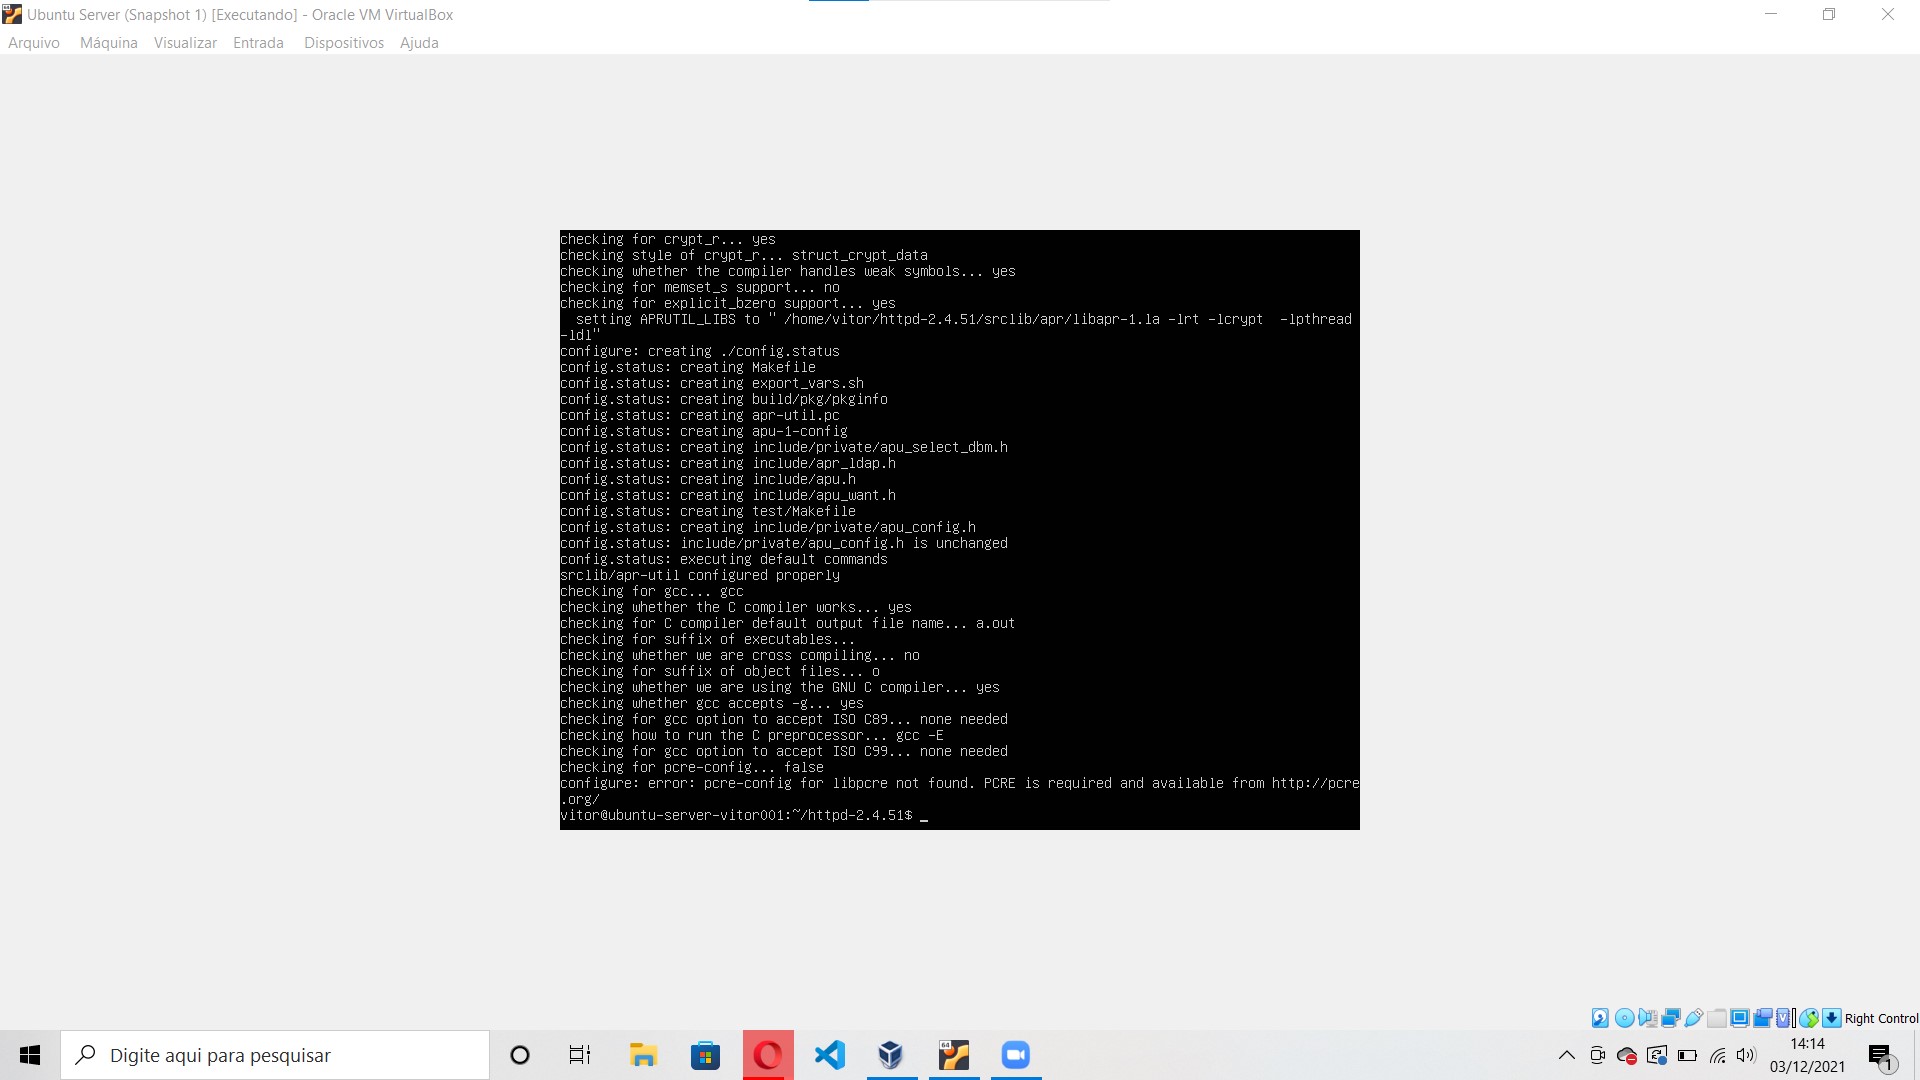 Ubuntu Server (Snapshot 1) [Executando] - Oracle VM VirtualBox
Arquivo Máquina Visualizar Entrada Dispositivos Ajuda
checking for crypt_r... yes
checking style of crypt_r... struct_crypt_data
checking whether the compiler handles weak symbols... yes
checking for memset_s support... no
checking for explicit_bzero support... yes
  setting APRUTIL_LIBS to " /home/vitor/httpd-2.4.51/srclib/apr/libapr-1.la -lrt -lcrypt  -lpthread
-ldl"
configure: creating ./config.status
config.status: creating Makefile
config.status: creating export_vars.sh
config.status: creating build/pkg/pkginfo
config.status: creating apr-util.pc
config.status: creating apu-1-config
config.status: creating include/private/apu_select_dbm.h
config.status: creating include/apr_ldap.h
config.status: creating include/apu.h
config.status: creating include/apu_want.h
config.status: creating test/Makefile
config.status: creating include/private/apu_config.h
config.status: include/private/apu_config.h is unchanged
config.status: executing default commands
srclib/apr-util configured properly
checking for gcc... gcc
checking whether the C compiler works... yes
checking for C compiler default output file name... a.out
checking for suffix of executables...
checking whether we are cross compiling... no
checking for suffix of object files... o
checking whether we are using the GNU C compiler... yes
checking whether gcc accepts -g... yes
checking for gcc option to accept ISO C89... none needed
checking how to run the C preprocessor... gcc -E
checking for gcc option to accept ISO C99... none needed
checking for pcre-config... false
configure: error: pcre-config for libpcre not found. PCRE is required and available from http://pcre
.org/
vitor@ubuntu-server-vitor001:~/httpd-2.4.51$ _
Right Control
Digite aqui para pesquisar
64
14:14
03/12/2021
1